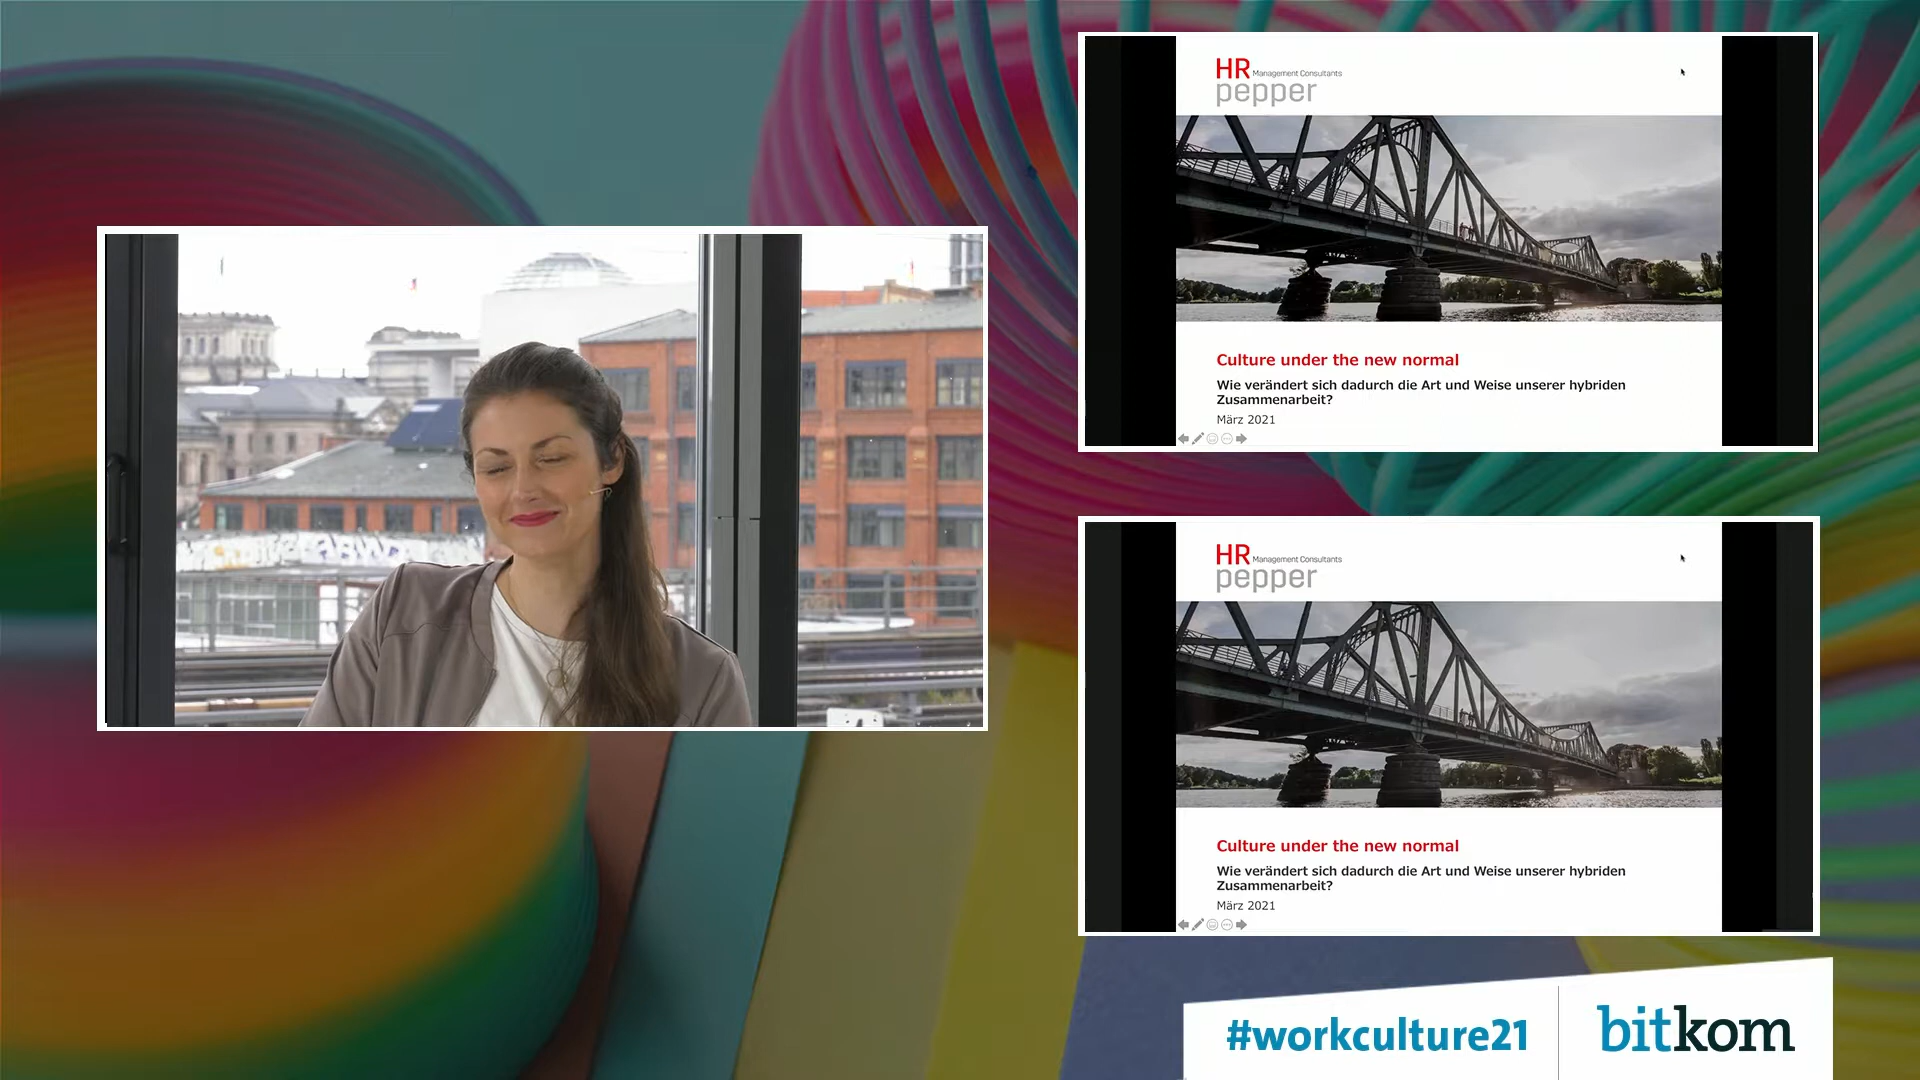 HR Management Consultants
pepper
Culture under the new normal
Wie verändert sich dadurch die Art und Weise unserer hybriden
Zusammenarbeit?
März 2021
HR Management Consultants
pepper
Culture under the new normal
Wie verändert sich dadurch die Art und Weise unserer hybriden
Zusammenarbeit?
März 2021
#workculture21
bitkom